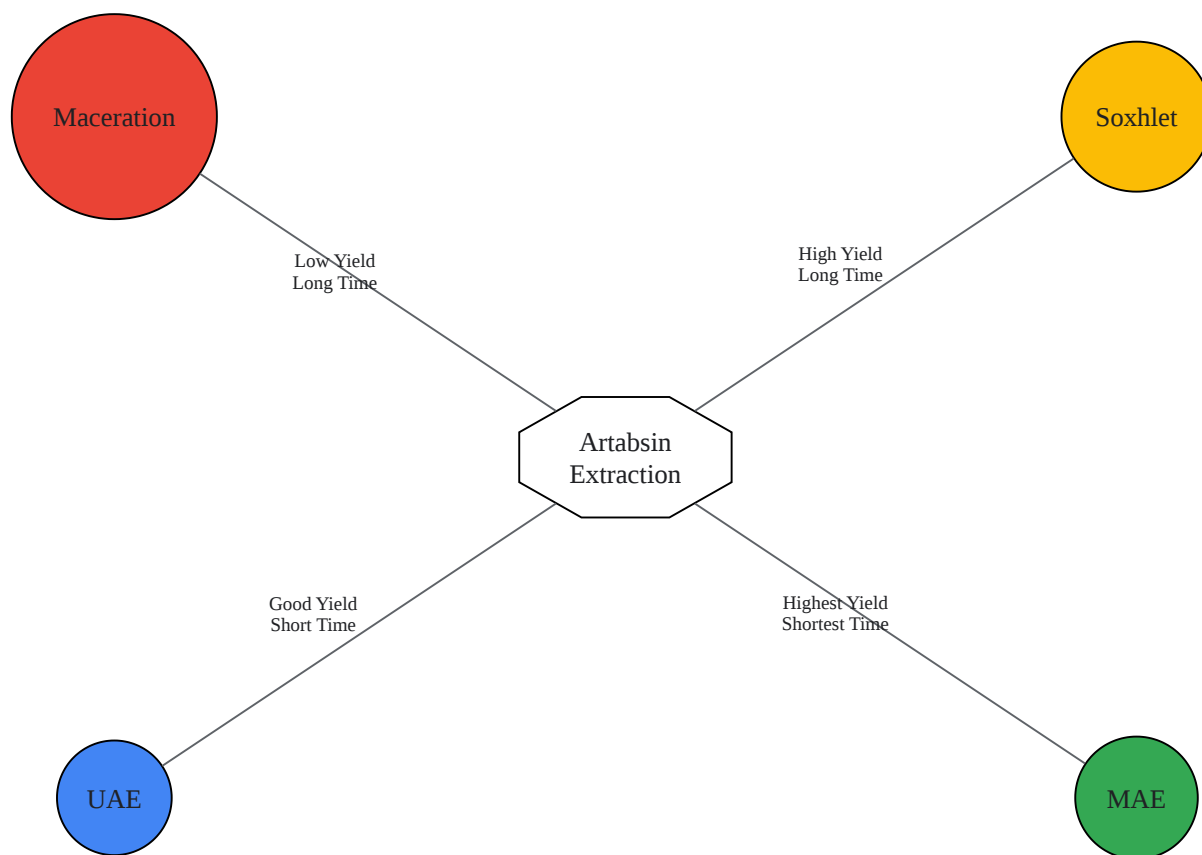 Maceration
Soxhlet
Low Yield
Long Time
High Yield
Long Time
Artabsin
Extraction
Good Yield
Short Time
Highest Yield
Shortest Time
UAE
MAE